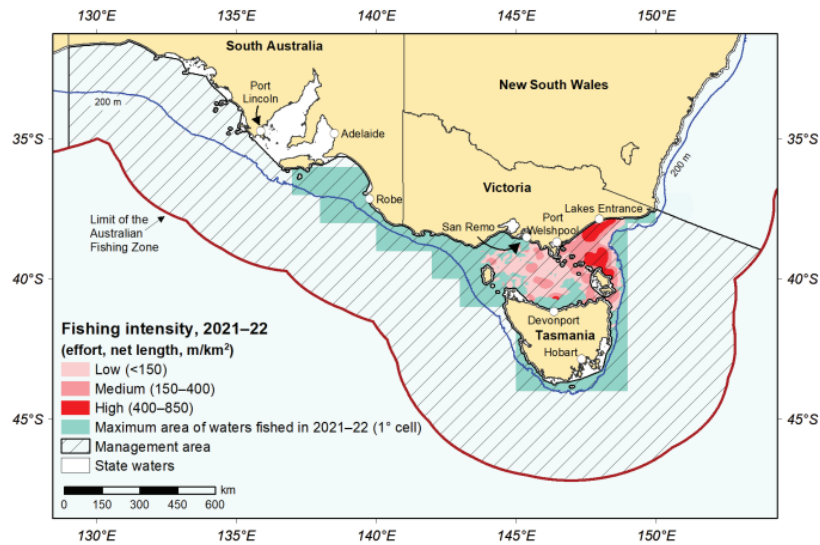 130°E 135°E 140°E 145°E 150°E
South Australia
Port
Lincoln
New South Wales
200 m
35°S
Adelaide
35°S
200 m
Victoria
Robe
Lakes Entrance
San Remo
Port
Welshpool
Limit of the
Australian
Fishing Zone
40°S
40°S
Devonport
Tasmania
Hobart
Fishing intensity, 2021–22
(effort, net length, m/km²)
Low (<150)
Medium (150–400)
High (400–850)
Maximum area of waters fished in 2021–22 (1° cell)
Management area
State waters
45°S
45°S
km
0 150 300 450 600
130°E 135°E 140°E 145°E 150°E